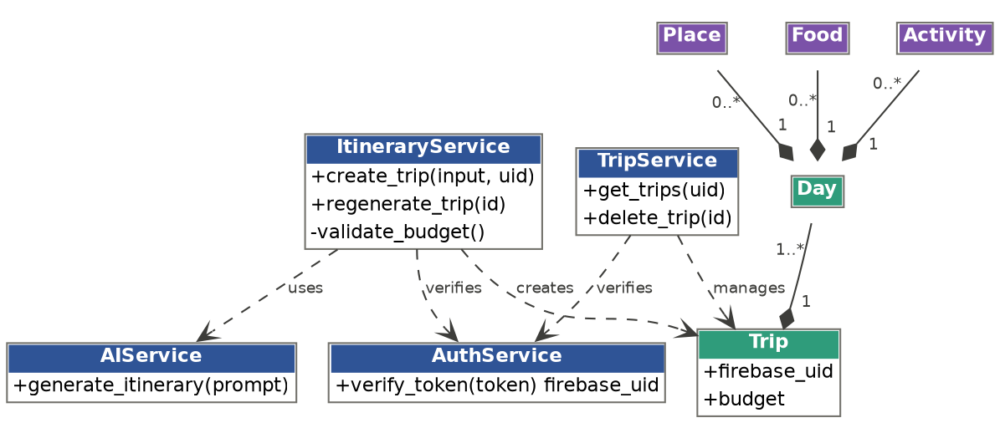 Place
Food
Activity
0..*
0..*
0..*
1
1
1
ItineraryService
+create_trip(input, uid)
+regenerate_trip(id)
-validate_budget()
TripService
+get_trips(uid)
+delete_trip(id)
Day
1..*
1
uses
verifies
creates
verifies
manages
AIService
+generate_itinerary(prompt)
AuthService
+verify_token(token) firebase_uid
Trip
+firebase_uid
+budget